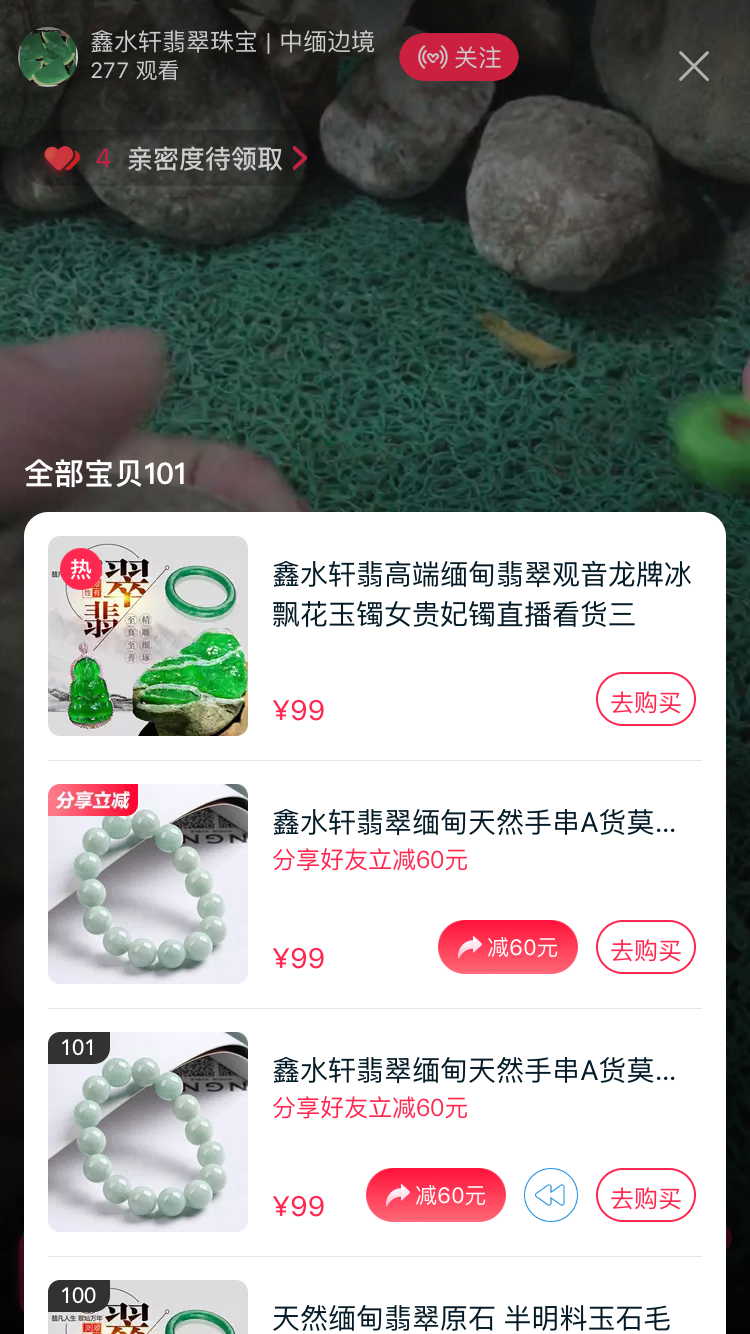 鑫水轩翡翠珠宝 | 中缅边境
277 观看
关注
4 亲密度待领取
全部宝贝101
热
翠
翡
精雕细琢
至真至善
鑫水轩翡高端缅甸翡翠观音龙牌冰
飘花玉镯女贵妃镯直播看货三
¥99
去购买
分享立减
鑫水轩翡翠缅甸天然手串A货莫...
分享好友立减60元
¥99
减60元
去购买
101
鑫水轩翡翠缅甸天然手串A货莫...
分享好友立减60元
¥99
减60元
去购买
100
翡
天然缅甸翡翠原石 半明料玉石毛